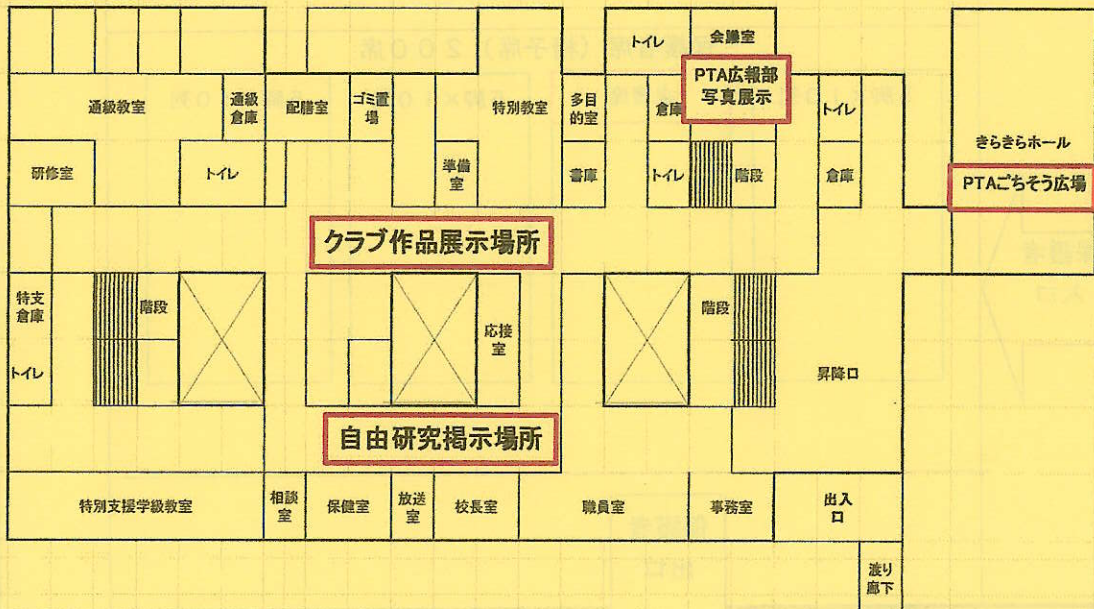 トイレ
会議室
PTA広報部
写真展示
通級教室
通級
倉庫
配膳室
ゴミ置
場
特別教室
多目
的室
倉庫
トイレ
きらきらホール
PTAごちそう広場
研修室
トイレ
準備
室
書庫
トイレ
階段
倉庫
クラブ作品展示場所
特支
倉庫
階段
応接
室
階段
トイレ
昇降口
自由研究掲示場所
特別支援学級教室
相談
室
保健室
放送
室
校長室
職員室
事務室
出入
口
渡り
廊下